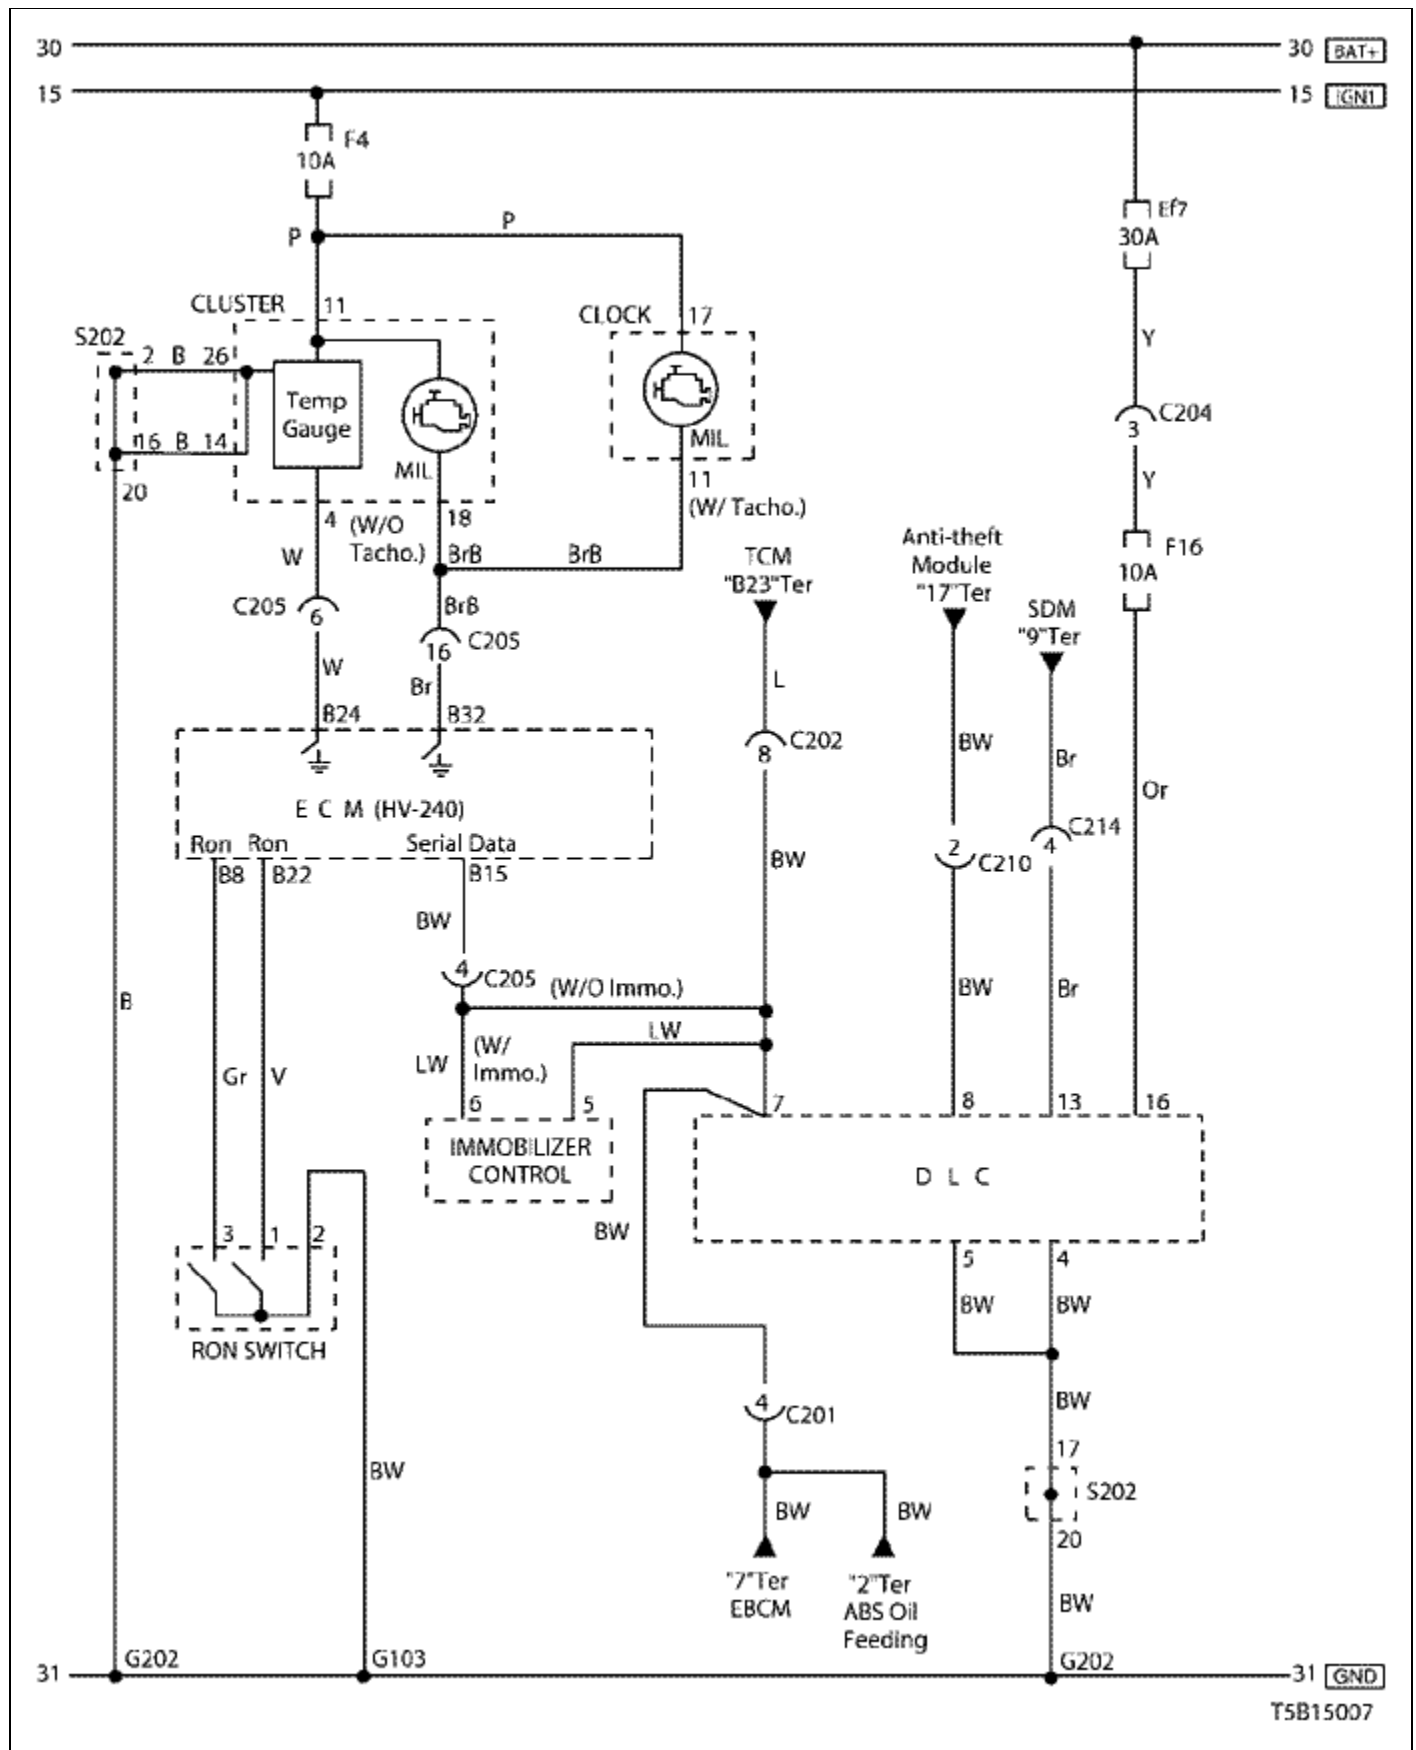 30
30 BAT+
15
15 IGN1
F4
10A
P
P
Ef7
30A
CLUSTER
11
CLOCK
17
S202
2 B 26
Temp
Gauge
Y
C204
3
16 B 14
MIL
MIL
20
4
(W/O
Tacho.)
18
11
(W/ Tacho.)
Y
W
BrB
BrB
TCM
"B23"Ter
Anti-theft
Module
"17"Ter
F16
10A
C205
6
BrB
SDM
"9"Ter
16
C205
W
Br
L
B24
B32
8
C202
BW
Br
Or
E C M (HV-240)
Ron
Ron
Serial Data
2
C210
C214
4
B8
B22
B15
BW
BW
4
C205
(W/O Immo.)
B
BW
Br
LW
Gr
V
LW
(W/
Immo.)
6
5
7
8
13
16
IMMOBILIZER
CONTROL
D L C
BW
3
1
2
5
4
BW
BW
RON SWITCH
4
C201
BW
17
BW
S202
BW
BW
20
"7"Ter
EBCM
"2"Ter
ABS Oil
Feeding
BW
31
G202
G103
G202
31 GND
T5B15007